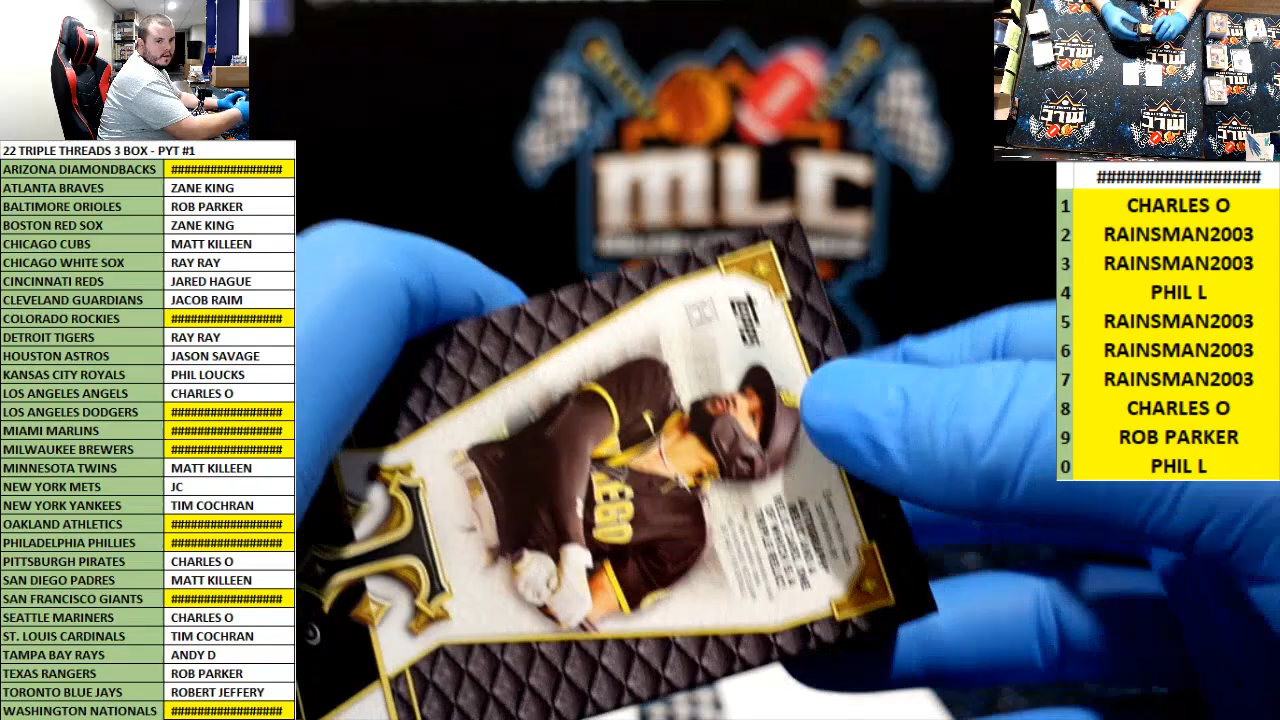 22 TRIPLE THREADS 3 BOX - PYT #1
ARIZONA DIAMONDBACKS #################
ATLANTA BRAVES ZANE KING
BALTIMORE ORIOLES ROB PARKER
BOSTON RED SOX ZANE KING
CHICAGO CUBS MATT KILLEEN
CHICAGO WHITE SOX RAY RAY
CINCINNATI REDS JARED HAGUE
CLEVELAND GUARDIANS JACOB RAIM
COLORADO ROCKIES #################
DETROIT TIGERS RAY RAY
HOUSTON ASTROS JASON SAVAGE
KANSAS CITY ROYALS PHIL LOUCKS
LOS ANGELES ANGELS CHARLES O
LOS ANGELES DODGERS #################
MIAMI MARLINS #################
MILWAUKEE BREWERS #################
MINNESOTA TWINS MATT KILLEEN
NEW YORK METS JC
NEW YORK YANKEES TIM COCHRAN
OAKLAND ATHLETICS #################
PHILADELPHIA PHILLIES #################
PITTSBURGH PIRATES CHARLES O
SAN DIEGO PADRES MATT KILLEEN
SAN FRANCISCO GIANTS #################
SEATTLE MARINERS CHARLES O
ST. LOUIS CARDINALS TIM COCHRAN
TAMPA BAY RAYS ANDY D
TEXAS RANGERS ROB PARKER
TORONTO BLUE JAYS ROBERT JEFFERY
WASHINGTON NATIONALS #################
MLC
Topps
#################
1 CHARLES O
2 RAINSMAN2003
3 RAINSMAN2003
4 PHIL L
5 RAINSMAN2003
6 RAINSMAN2003
7 RAINSMAN2003
8 CHARLES O
9 ROB PARKER
0 PHIL L